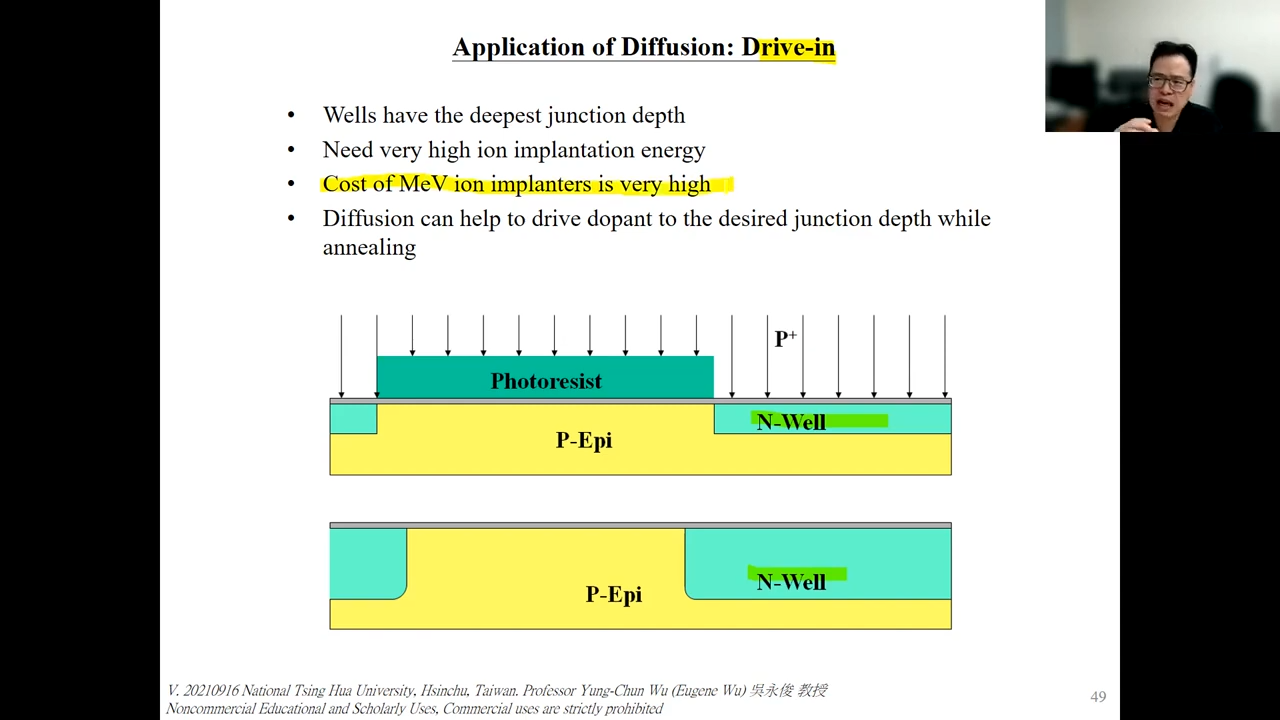 Application of Diffusion: Drive-in
• Wells have the deepest junction depth
• Need very high ion implantation energy
• Cost of MeV ion implanters is very high
• Diffusion can help to drive dopant to the desired junction depth while
annealing
P+
Photoresist
N-Well
P-Epi
N-Well
P-Epi
V. 20210916 National Tsing Hua University, Hsinchu, Taiwan. Professor Yung-Chun Wu (Eugene Wu) 吳永俊 教授
Noncommercial Educational and Scholarly Uses, Commercial uses are strictly prohibited
49